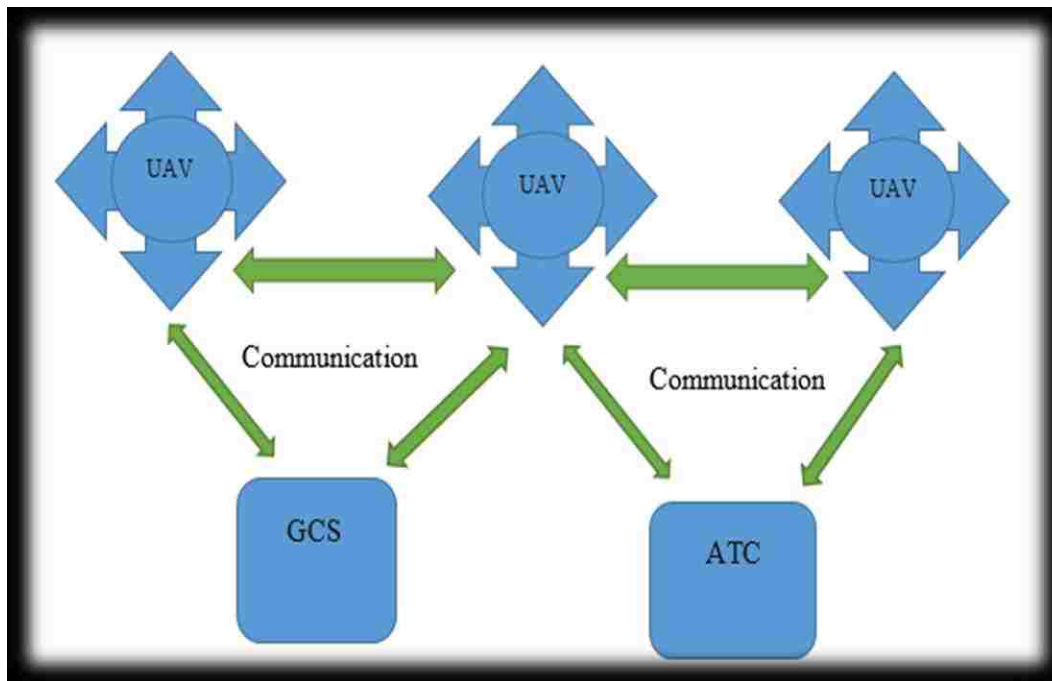 UAV
UAV
UAV
Communication
Communication
GCS
ATC